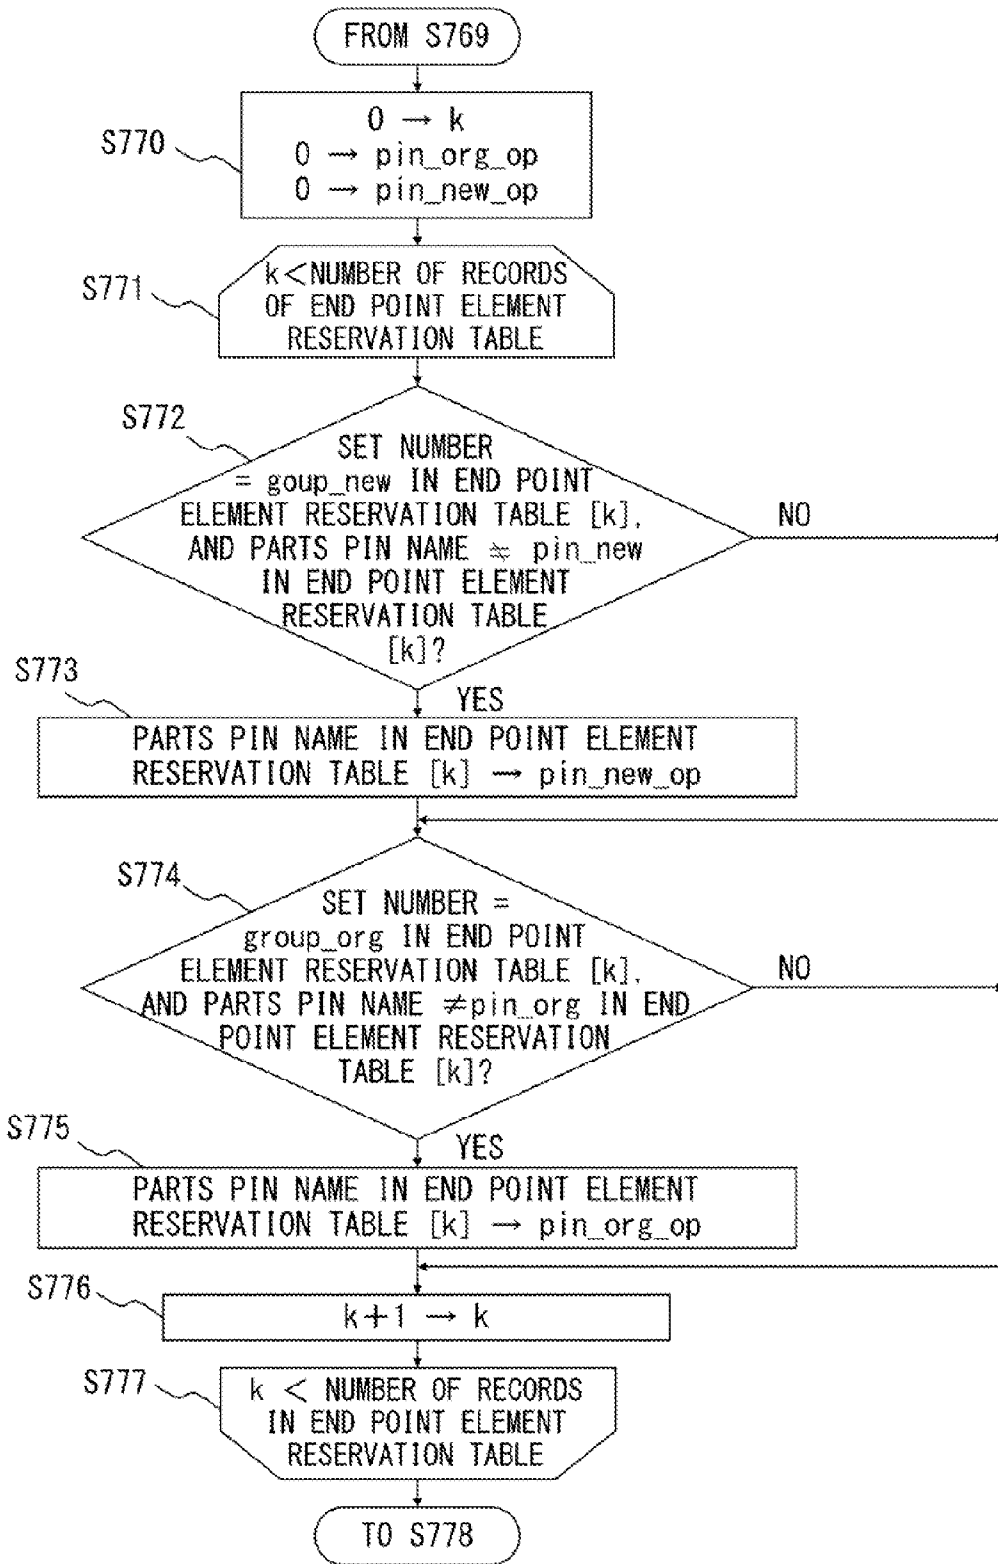 FROM S769
S770
0 → k
0 → pin_org_op
0 → pin_new_op
S771
k<NUMBER OF RECORDS
OF END POINT ELEMENT
RESERVATION TABLE
S772
SET NUMBER
= goup_new IN END POINT
ELEMENT RESERVATION TABLE [k],
AND PARTS PIN NAME ≠ pin_new
IN END POINT ELEMENT
RESERVATION TABLE
[k]?
NO
S773
YES
PARTS PIN NAME IN END POINT ELEMENT
RESERVATION TABLE [k] → pin_new_op
S774
SET NUMBER =
group_org IN END POINT
ELEMENT RESERVATION TABLE [k],
AND PARTS PIN NAME ≠pin_org IN END
POINT ELEMENT RESERVATION
TABLE [k]?
NO
S775
YES
PARTS PIN NAME IN END POINT ELEMENT
RESERVATION TABLE [k] → pin_org_op
S776
k+1 → k
S777
k < NUMBER OF RECORDS
IN END POINT ELEMENT
RESERVATION TABLE
TO S778